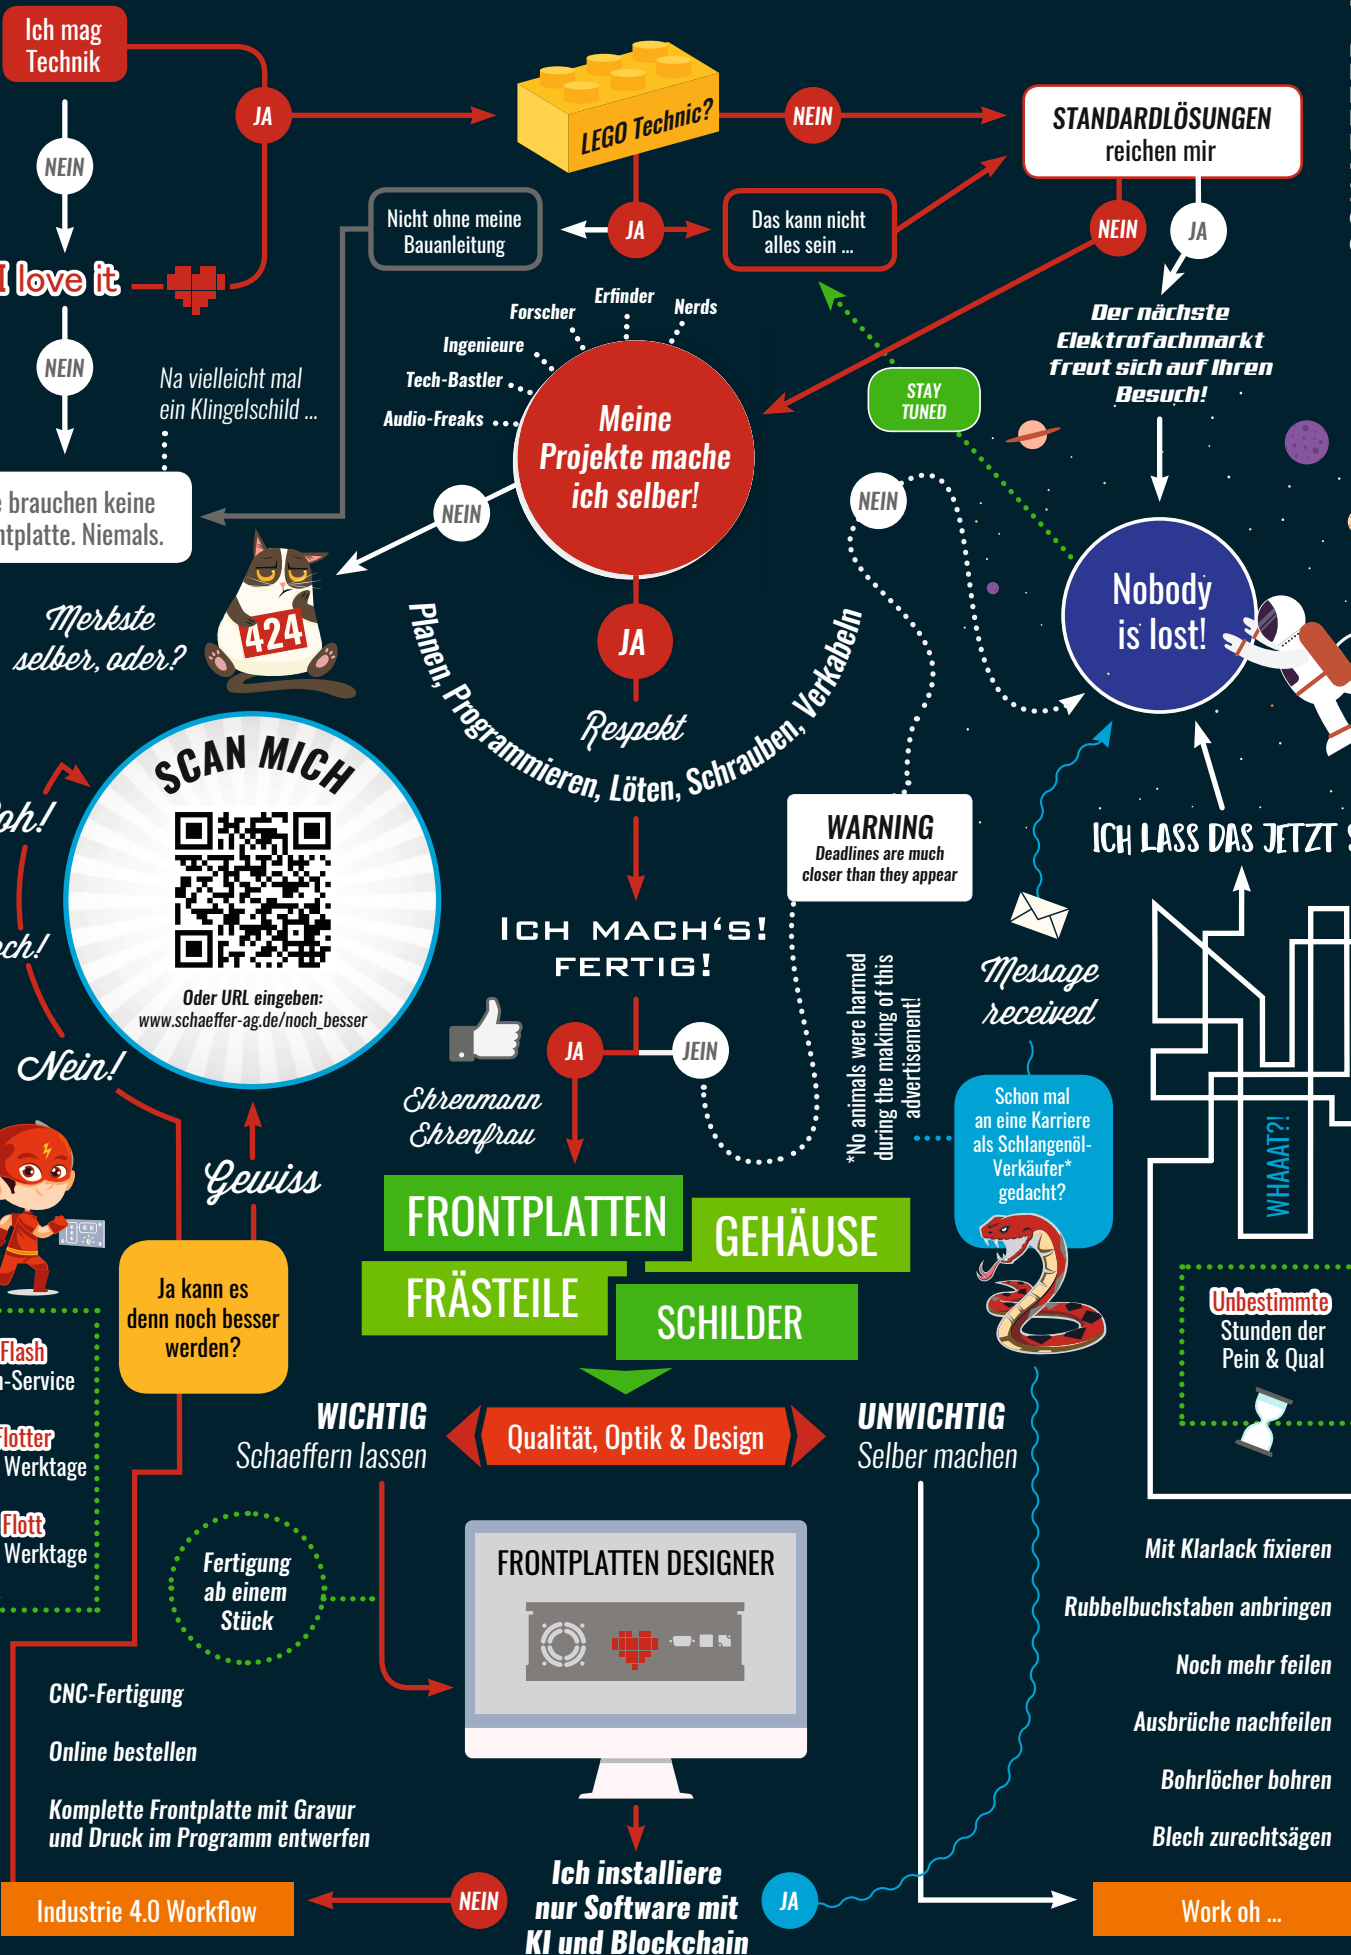 Ich mag
Technik
JA
NEIN
I love it
NEIN
LEGO Technic?
NEIN
STANDARDLÖSUNGEN
reichen mir
Nicht ohne meine
Bauanleitung
JA
Das kann nicht
alles sein ...
NEIN
JA
Der nächste
Elektrofachmarkt
freut sich auf Ihren
Besuch!
Na vielleicht mal
ein Klingelschild ...
brauchen keine
Niemals.
Merkste
selber, oder?
424
Audio-Freaks
Tech-Bastler
Ingenieure
Forscher
Erfinder
Nerds
Meine
Projekte mache
ich selber!
NEIN
JA
Respekt
Planen, Programmieren, Löten, Schrauben, Verkabeln
STAY
TUNED
NEIN
Nobody
is lost!
WARNING
Deadlines are much
closer than they appear
ICH LASS DAS JETZT
SCAN MICH
Oder URL eingeben:
www.schaeffer-ag.de/noch_besser
Nein!
Gewiss
Ja kann es
denn noch besser
werden?
ICH MACH'S!
FERTIG!
JA
JEIN
Ehrenmann
Ehrenfrau
*No animals were harmed
during the making of this
advertisement!
Message
received
Schon mal
an eine Karriere
als Schlangenöl-
Verkäufer*
gedacht?
WHAAAT?!
Unbestimmte
Stunden der
Pein & Qual
FRONTPLATTEN
GEHÄUSE
FRÄSTEILE
SCHILDER
Flash
-Service
Flotter
Werktage
Flott
Werktage
WICHTIG
Schaeffern lassen
Qualität, Optik & Design
UNWICHTIG
Selber machen
Fertigung
ab einem
Stück
FRONTPLATTEN DESIGNER
CNC-Fertigung
Online bestellen
Komplette Frontplatte mit Gravur
und Druck im Programm entwerfen
Industrie 4.0 Workflow
NEIN
Ich installiere
nur Software mit
KI und Blockchain
JA
Mit Klarlack fixieren
Rubbelbuchstaben anbringen
Noch mehr feilen
Ausbrüche nachfeilen
Bohrlöcher bohren
Blech zurechtsägen
Work oh ...